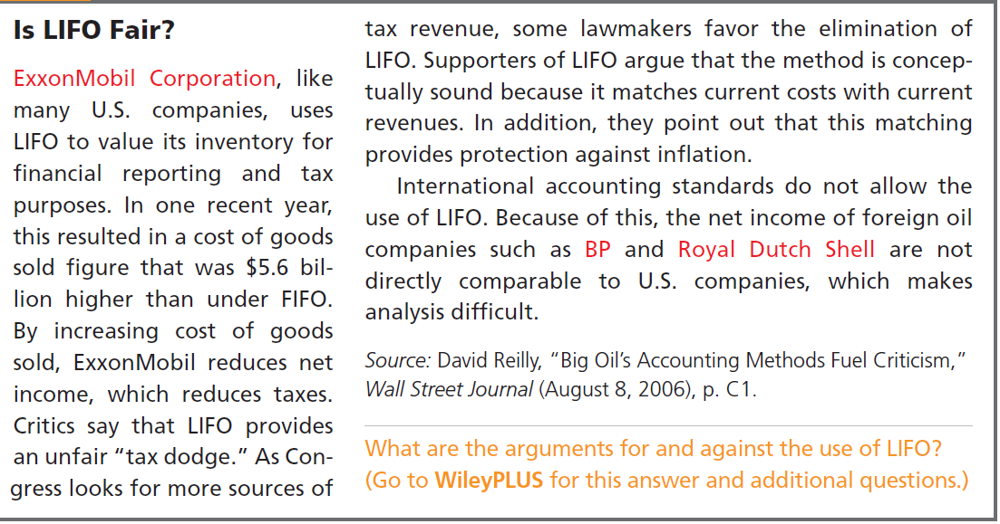 Is LIFO Fair?
ExxonMobil Corporation, like
many U.S. companies, uses
LIFO to value its inventory for
financial reporting and tax
purposes. In one recent year,
this resulted in a cost of goods
sold figure that was $5.6 bil-
lion higher than under FIFO.
By increasing cost of goods
sold, ExxonMobil reduces net
income, which reduces taxes.
Critics say that LIFO provides
an unfair “tax dodge.” As Con-
gress looks for more sources of
tax revenue, some lawmakers favor the elimination of
LIFO. Supporters of LIFO argue that the method is concep-
tually sound because it matches current costs with current
revenues. In addition, they point out that this matching
provides protection against inflation.
International accounting standards do not allow the
use of LIFO. Because of this, the net income of foreign oil
companies such as BP and Royal Dutch Shell are not
directly comparable to U.S. companies, which makes
analysis difficult.
Source: David Reilly, “Big Oil’s Accounting Methods Fuel Criticism,”
Wall Street Journal (August 8, 2006), p. C1.
What are the arguments for and against the use of LIFO?
(Go to WileyPLUS for this answer and additional questions.)